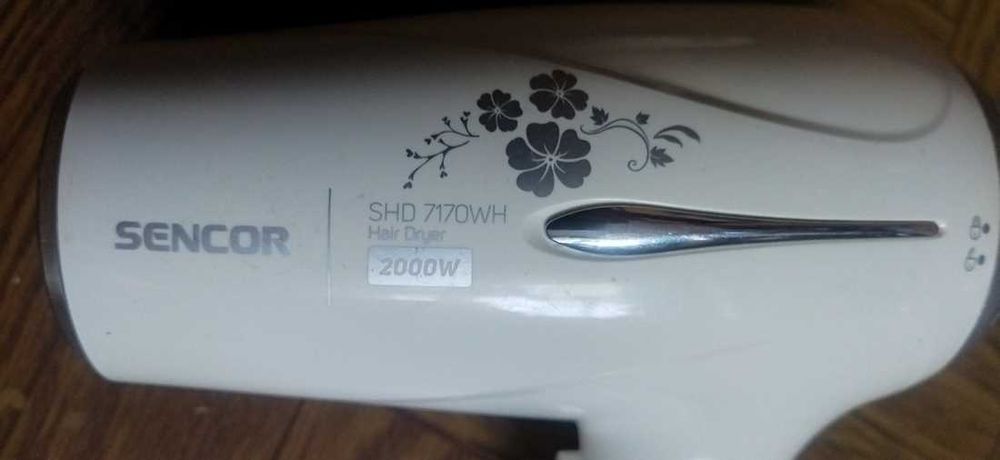 SENCOR
SHD 7170WH
Hair Dryer
2000W